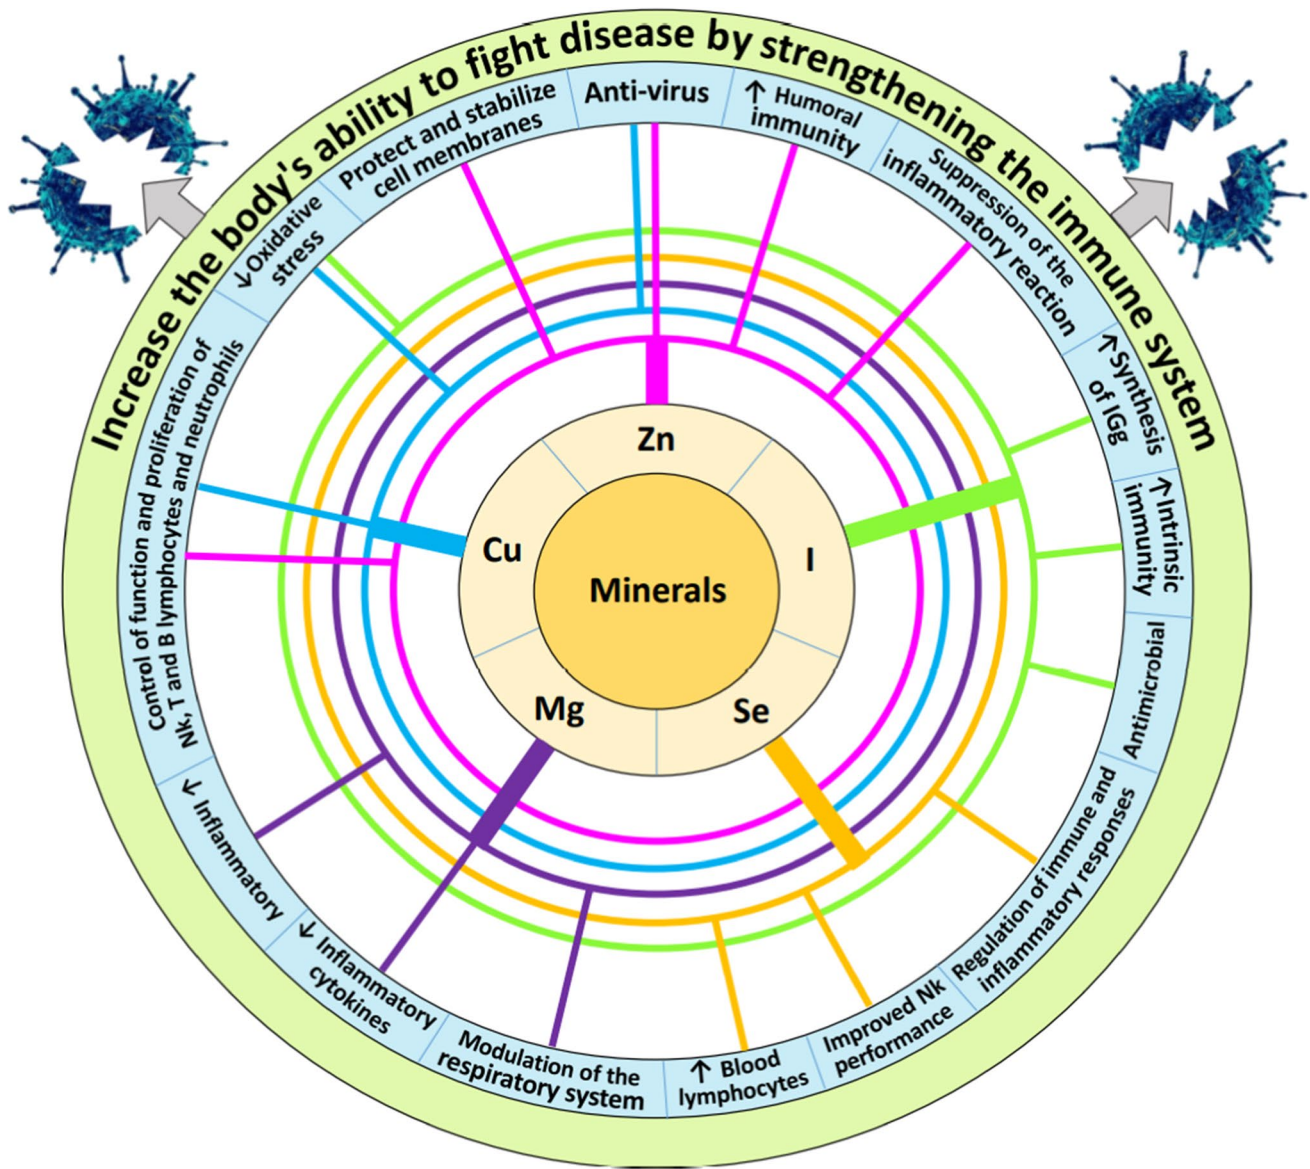 Increase the body's ability to fight disease by strengthening the immune system
Anti-virus
↑ Humoral
immunity
Suppression of the
inflammatory reaction
↑ Synthesis
of IGg
↑ Intrinsic
immunity
Antimicrobial
Regulation of immune and
inflammatory responses
Improved Nk
performance
↑ Blood
lymphocytes
Modulation of the
respiratory system
↓ Inflammatory
cytokines
↑ Inflammatory
Control of function and proliferation of
NK, T and B lymphocytes and neutrophils
↓Oxidative
stress
Protect and stabilize
cell membranes
Zn
I
Se
Mg
Cu
Minerals